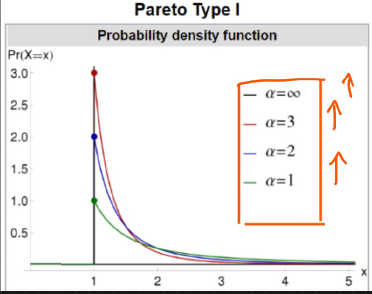 Pareto Type I
Probability density function
Pr(X=x)
3.0
2.5
2.0
1.5
1.0
0.5
α=∞
α=3
α=2
α=1
1 2 3 4 5
x